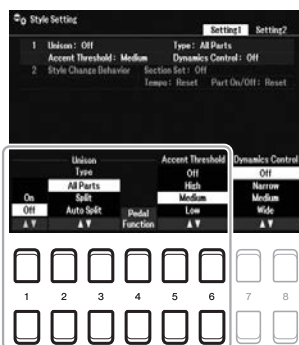 Style Setting
Setting1 Setting2
1 Unison: Off Type: All Parts
Accent Threshold: Medium Dynamics Control: Off
2 Style Change Behavior Section Set: Off
Tempo: Reset Part On/Off: Reset
Unison Accent Threshold Dynamics Control
Type Off Off
All Parts High Narrow
On Split Medium Medium
Off Auto Split Pedal Low Wide
▲▼ ▲▼ Function ▲▼ ▲▼
1 2 3 4 5 6 7 8